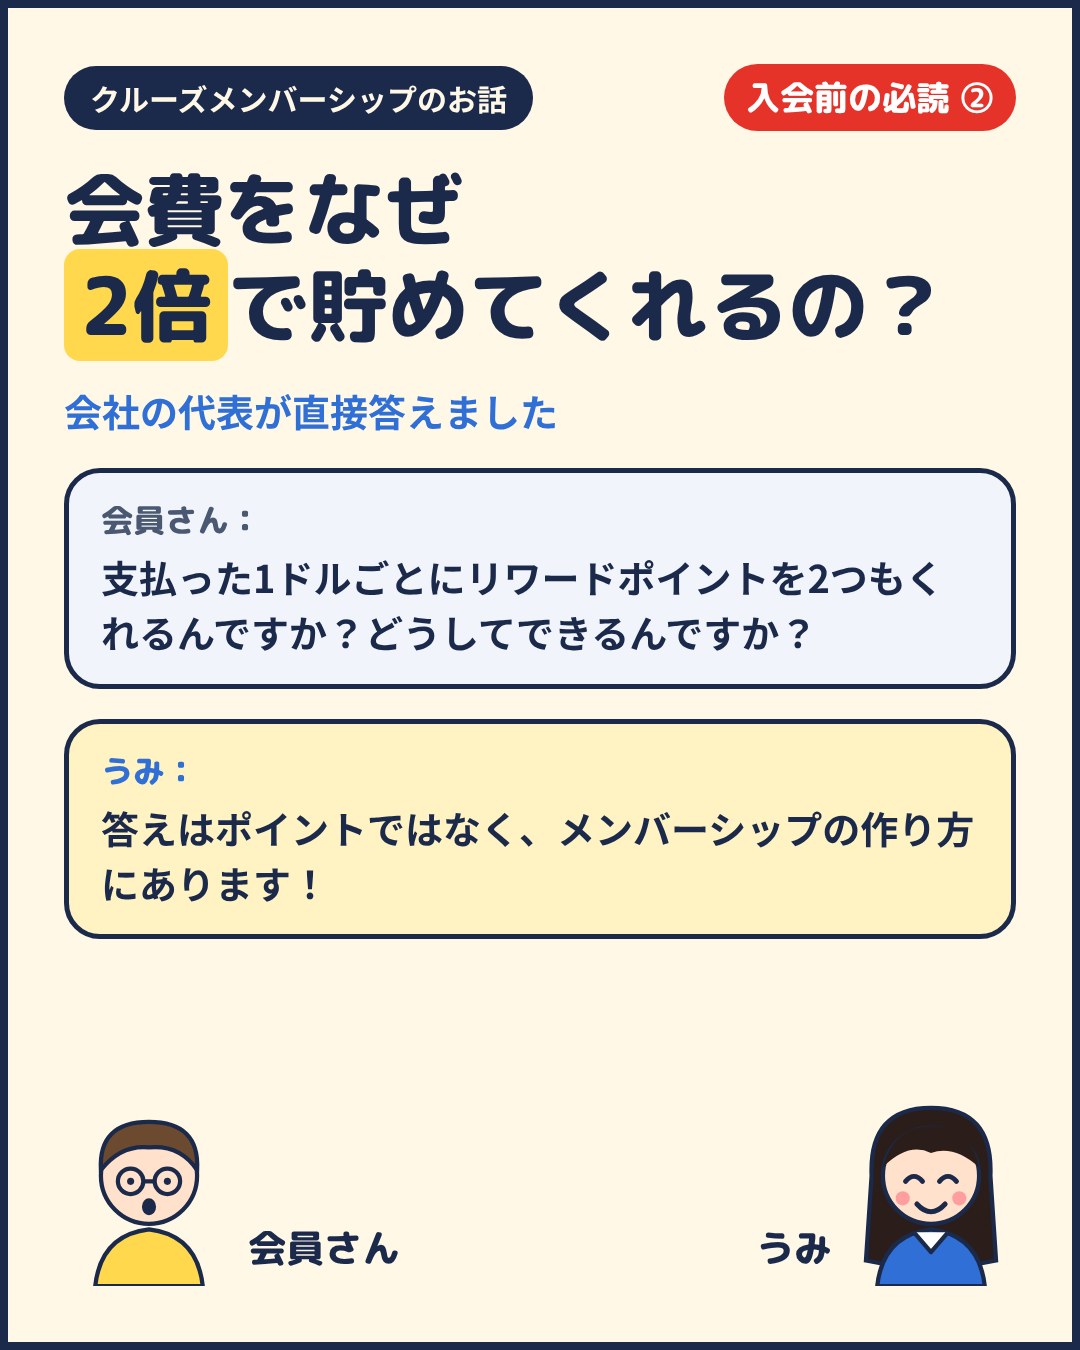 クルーズメンバーシップのお話
入会前の必読 ②
会費をなぜ
2倍で貯めてくれるの？
会社の代表が直接答えました
会員さん：
支払った1ドルごとにリワードポイントを2つもく
れるんですか？どうしてできるんですか？
うみ：
答えはポイントではなく、メンバーシップの作り方
にあります！
会員さん
うみ